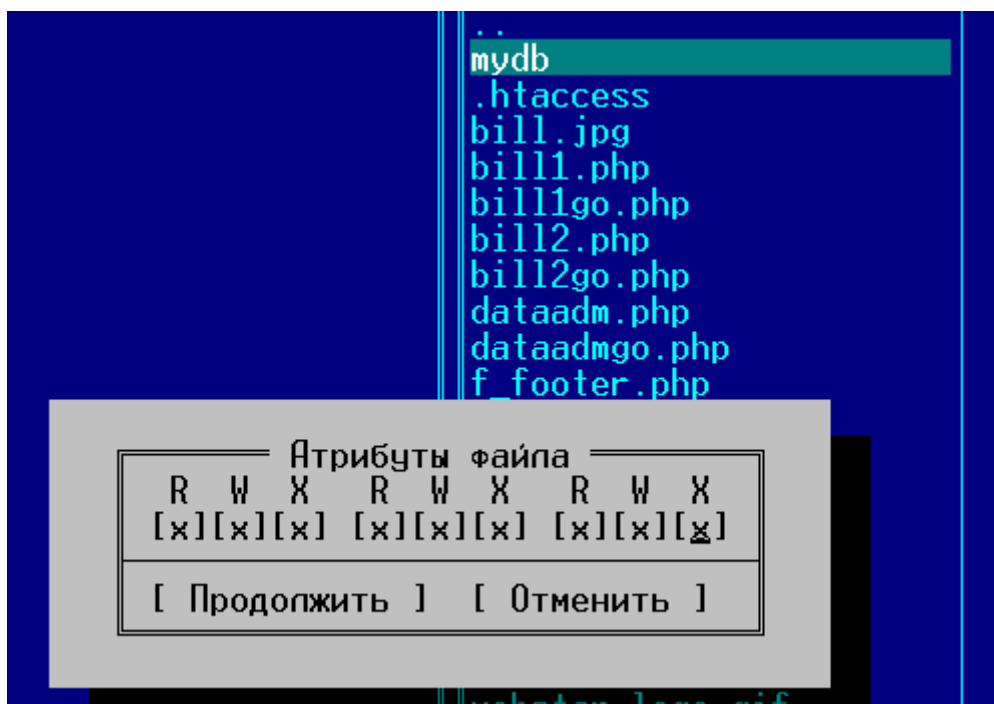 ..
mydb
.htaccess
bill.jpg
bill1.php
bill1go.php
bill2.php
bill2go.php
dataadm.php
dataadmgo.php
f_footer.php
Атрибуты файла
R W X R W X R W X
[x][x][x] [x][x][x] [x][x][x]
[ Продолжить ] [ Отменить ]